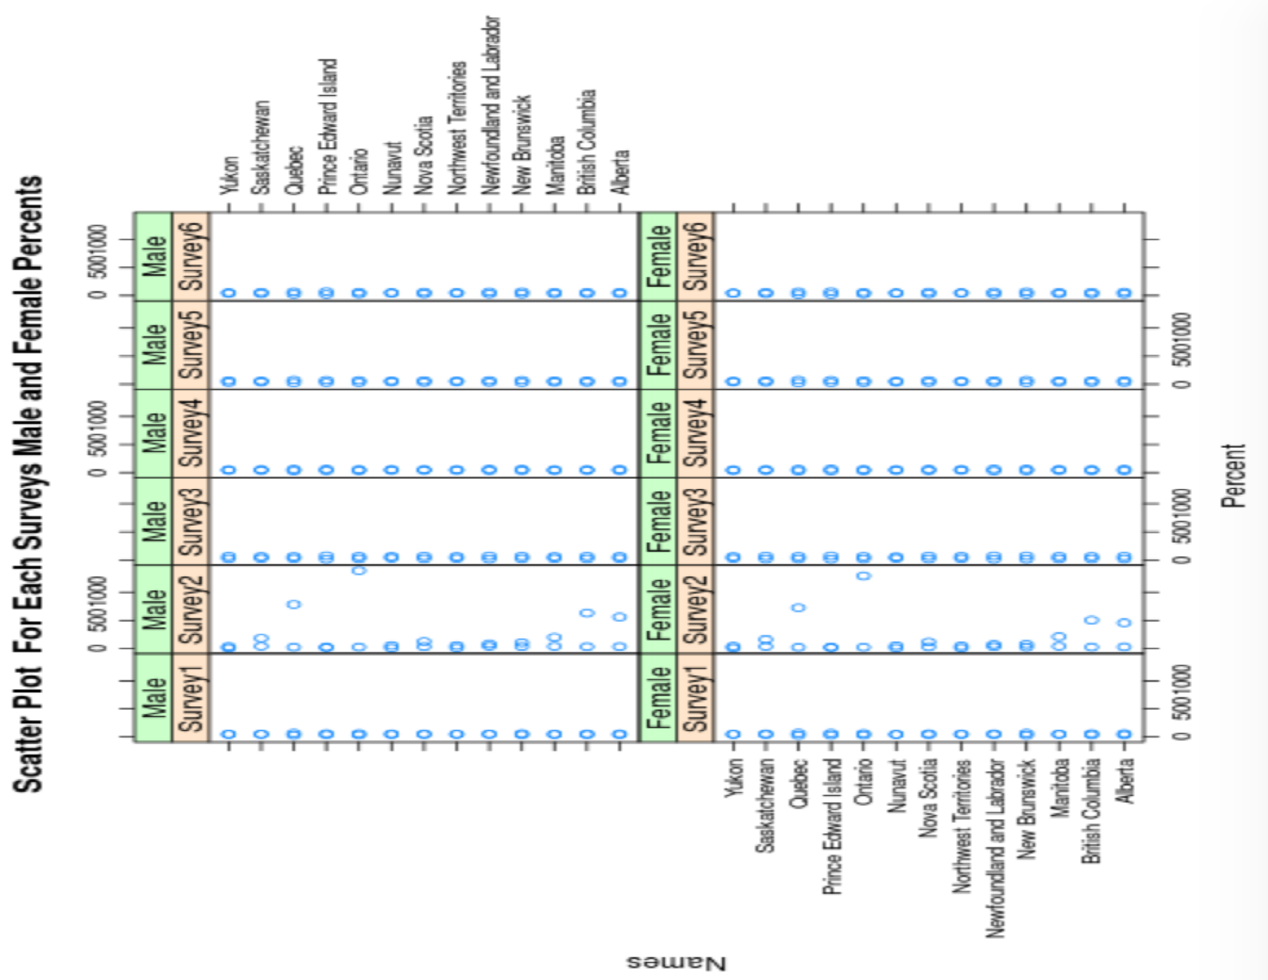 Scatter Plot For Each Surveys Male and Female Percents
0 5001000
0 5001000
0 5001000
Male
Male
Male
Male
Male
Male
Survey1
Survey2
Survey3
Survey4
Survey5
Survey6
Yukon
Saskatchewan
Quebec
Prince Edward Island
Ontario
Nunavut
Nova Scotia
Northwest Territories
Newfoundland and Labrador
New Brunswick
Manitoba
British Columbia
Alberta
Female
Female
Female
Female
Female
Female
Survey1
Survey2
Survey3
Survey4
Survey5
Survey6
Yukon
Saskatchewan
Quebec
Prince Edward Island
Ontario
Nunavut
Nova Scotia
Northwest Territories
Newfoundland and Labrador
New Brunswick
Manitoba
British Columbia
Alberta
0 5001000
0 5001000
0 5001000
Percent
Names